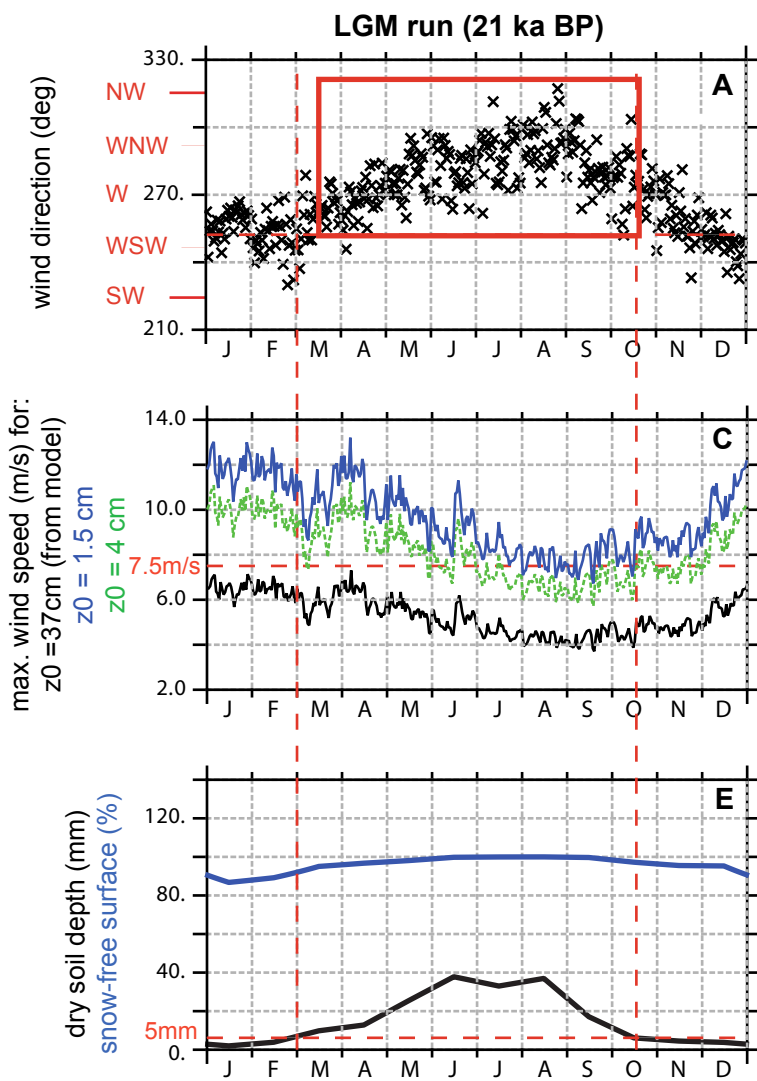 LGM run (21 ka BP)
A
wind direction (deg)
330.
270.
210.
NW
WNW
W
WSW
SW
J F M A M J J A S O N D
C
max. wind speed (m/s) for:
z0 =37cm (from model)
z0 = 1.5 cm
z0 = 4 cm
14.0
10.0
7.5m/s
6.0
2.0
J F M A M J J A S O N D
E
dry soil depth (mm)
snow-free surface (%)
120.
80.
40.
5mm
0.
J F M A M J J A S O N D